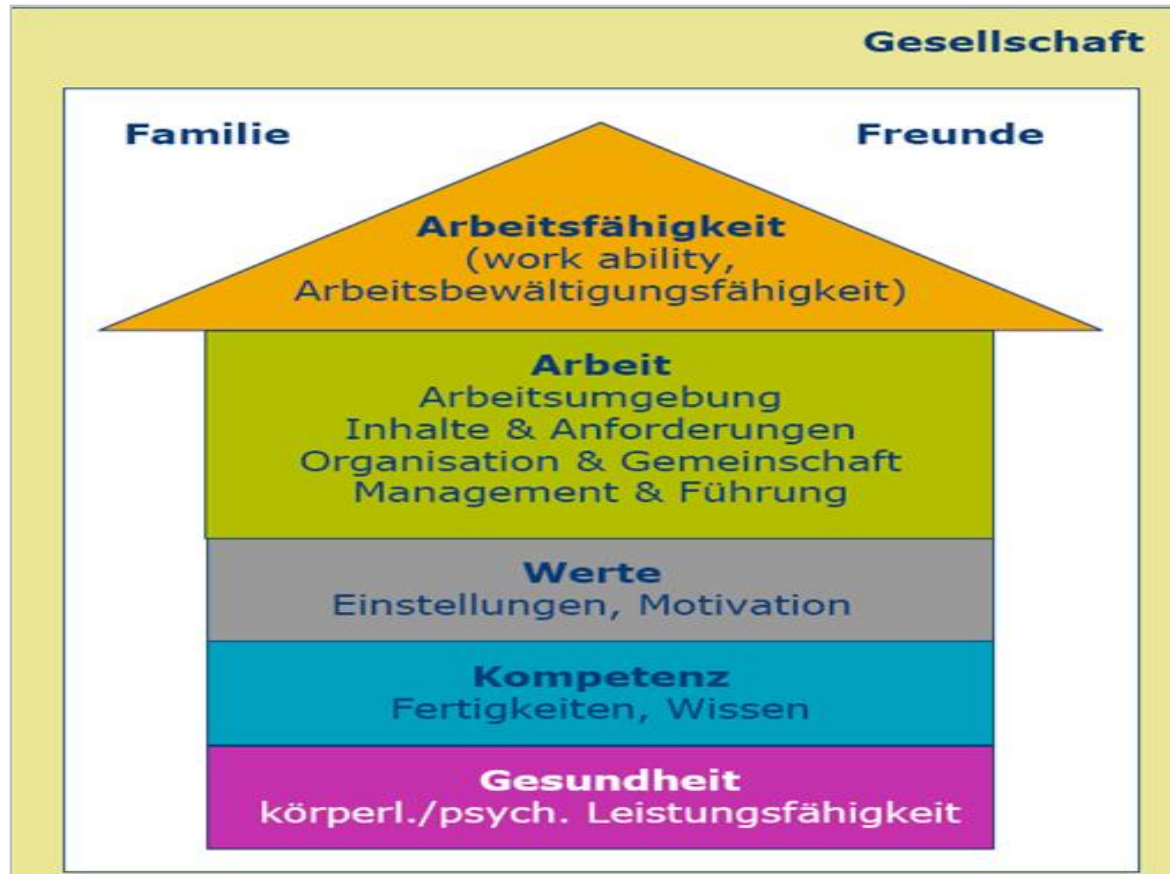 Gesellschaft
Familie
Freunde
Arbeitsfähigkeit
(work ability,
Arbeitsbewältigungsfähigkeit)
Arbeit
Arbeitsumgebung
Inhalte & Anforderungen
Organisation & Gemeinschaft
Management & Führung
Werte
Einstellungen, Motivation
Kompetenz
Fertigkeiten, Wissen
Gesundheit
körperl./psych. Leistungsfähigkeit